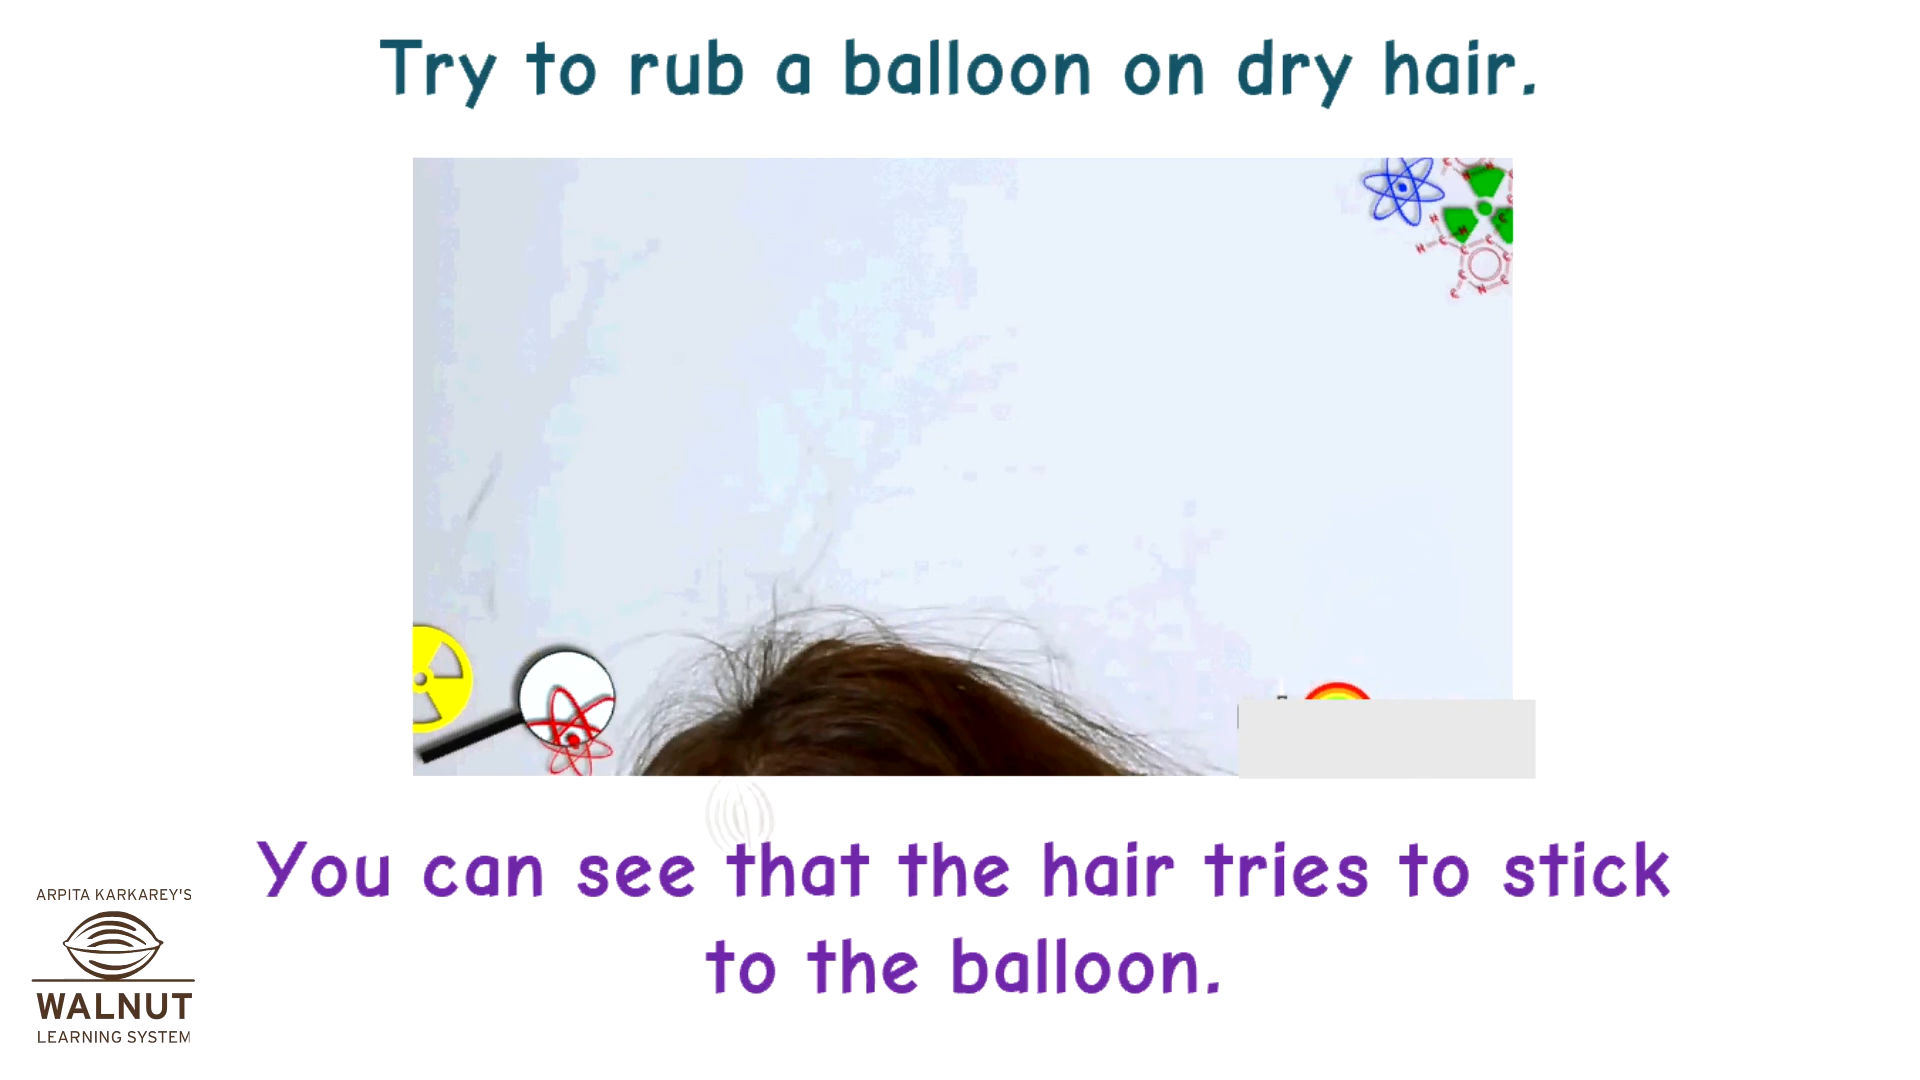 Try to rub a balloon on dry hair.
You can see that the hair tries to stick
to the balloon.
ARPITA KARKAREY'S
WALNUT
LEARNING SYSTEM